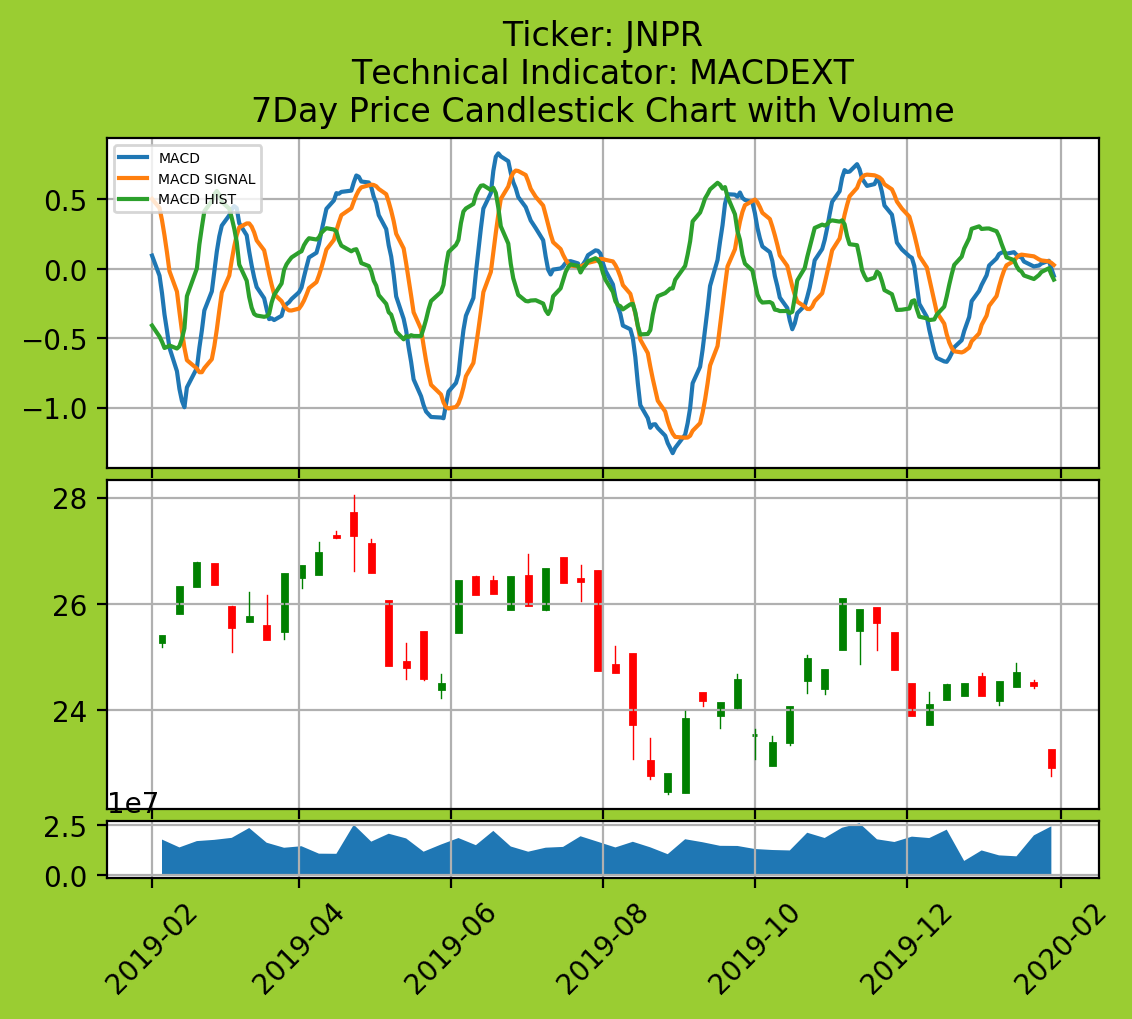 Ticker: JNPR
Technical Indicator: MACDEXT
7Day Price Candlestick Chart with Volume
MACD
MACD SIGNAL
MACD HIST
0.5
0.0
−0.5
−1.0
28
26
24
1e7
2.5
0.0
2019-02
2019-04
2019-06
2019-08
2019-10
2019-12
2020-02